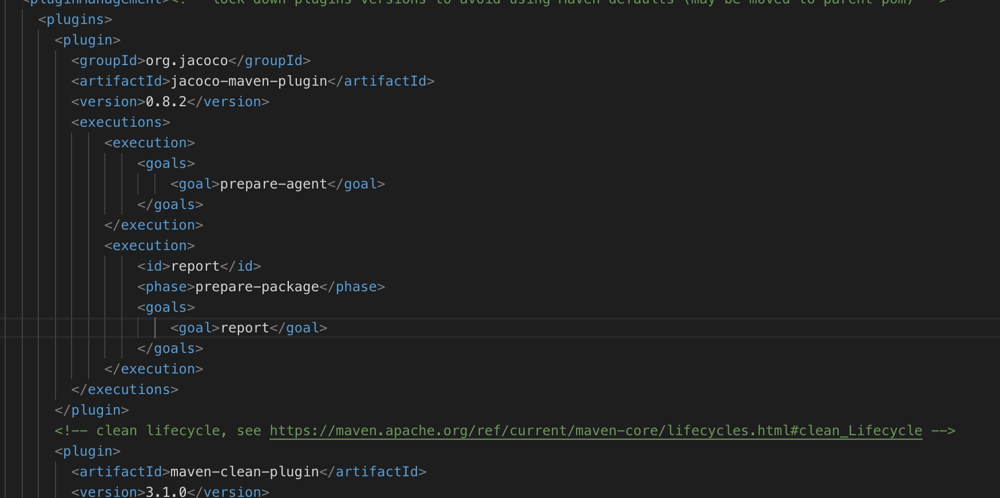 <pluginManagement><!-- lock down plugins versions to avoid using Maven defaults (may be moved to parent pom) -->
<plugins>
<plugin>
<groupId>org.jacoco</groupId>
<artifactId>jacoco-maven-plugin</artifactId>
<version>0.8.2</version>
<executions>
<execution>
<goals>
<goal>prepare-agent</goal>
</goals>
</execution>
<execution>
<id>report</id>
<phase>prepare-package</phase>
<goals>
<goal>report</goal>
</goals>
</execution>
</executions>
</plugin>
<!-- clean lifecycle, see https://maven.apache.org/ref/current/maven-core/lifecycles.html#clean_Lifecycle -->
<plugin>
<artifactId>maven-clean-plugin</artifactId>
<version>3.1.0</version>